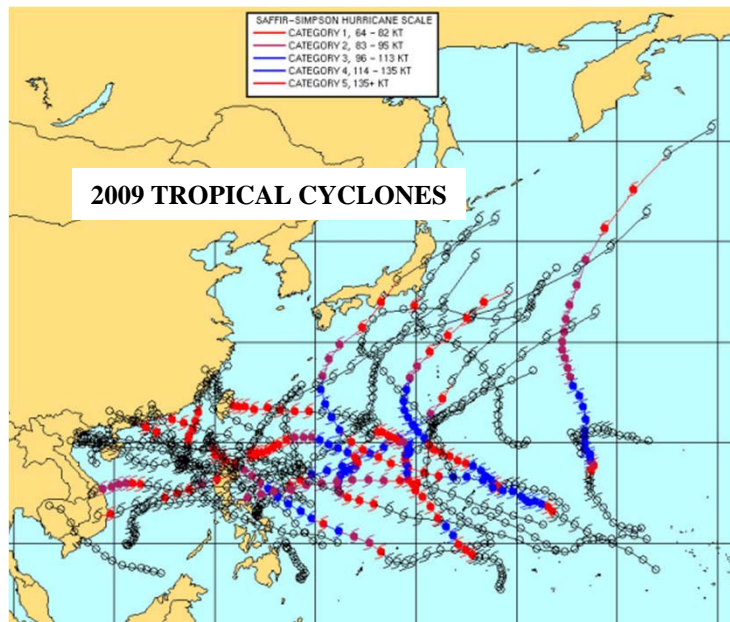 SAFFIR-SIMPSON HURRICANE SCALE
CATEGORY 1, 64 - 82 KT
CATEGORY 2, 83 - 95 KT
CATEGORY 3, 96 - 113 KT
CATEGORY 4, 114 - 135 KT
CATEGORY 5, 135+ KT
2009 TROPICAL CYCLONES